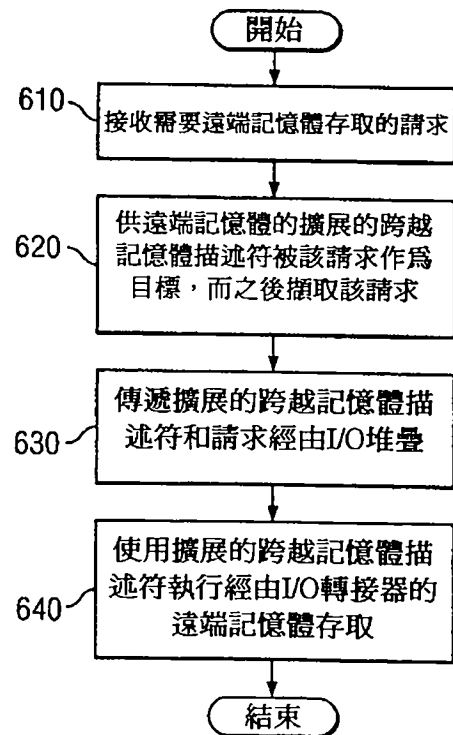 開始
610
接收需要遠端記憶體存取的請求
620
供遠端記憶體的擴展的跨越
記憶體描述符被該請求作爲
目標，而之後擷取該請求
630
傳遞擴展的跨越記憶體描
述符和請求經由I/O堆疊
640
使用擴展的跨越記憶體描
述符執行經由I/O轉接器的
遠端記憶體存取
結束